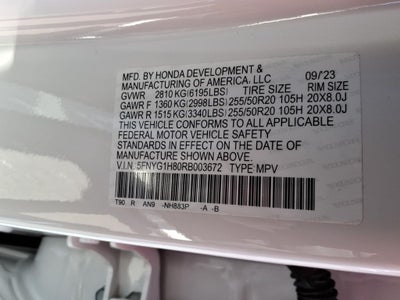 MFD. BY HONDA DEVELOPMENT & 09/23
MANUFACTURING OF AMERICA, LLC
GVWR 2810 KG(6195LBS) TIRE SIZE RIM SIZE
GAWR F 1360 KG(2998LBS) 255/50R20 105H 20X8.0J
GAWR R 1515 KG(3340LBS) 255/50R20 105H 20X8.0J
THIS VEHICLE CONFORMS TO ALL APPLICABLE
FEDERAL MOTOR VEHICLE SAFETY
STANDARDS IN EFFECT ON THE DATE OF
MANUFACTURE SHOWN ABOVE.
V.I.N. 5FNYG1H80RB003672 TYPE MPV
T90 R AN9 -NH883P -A -B